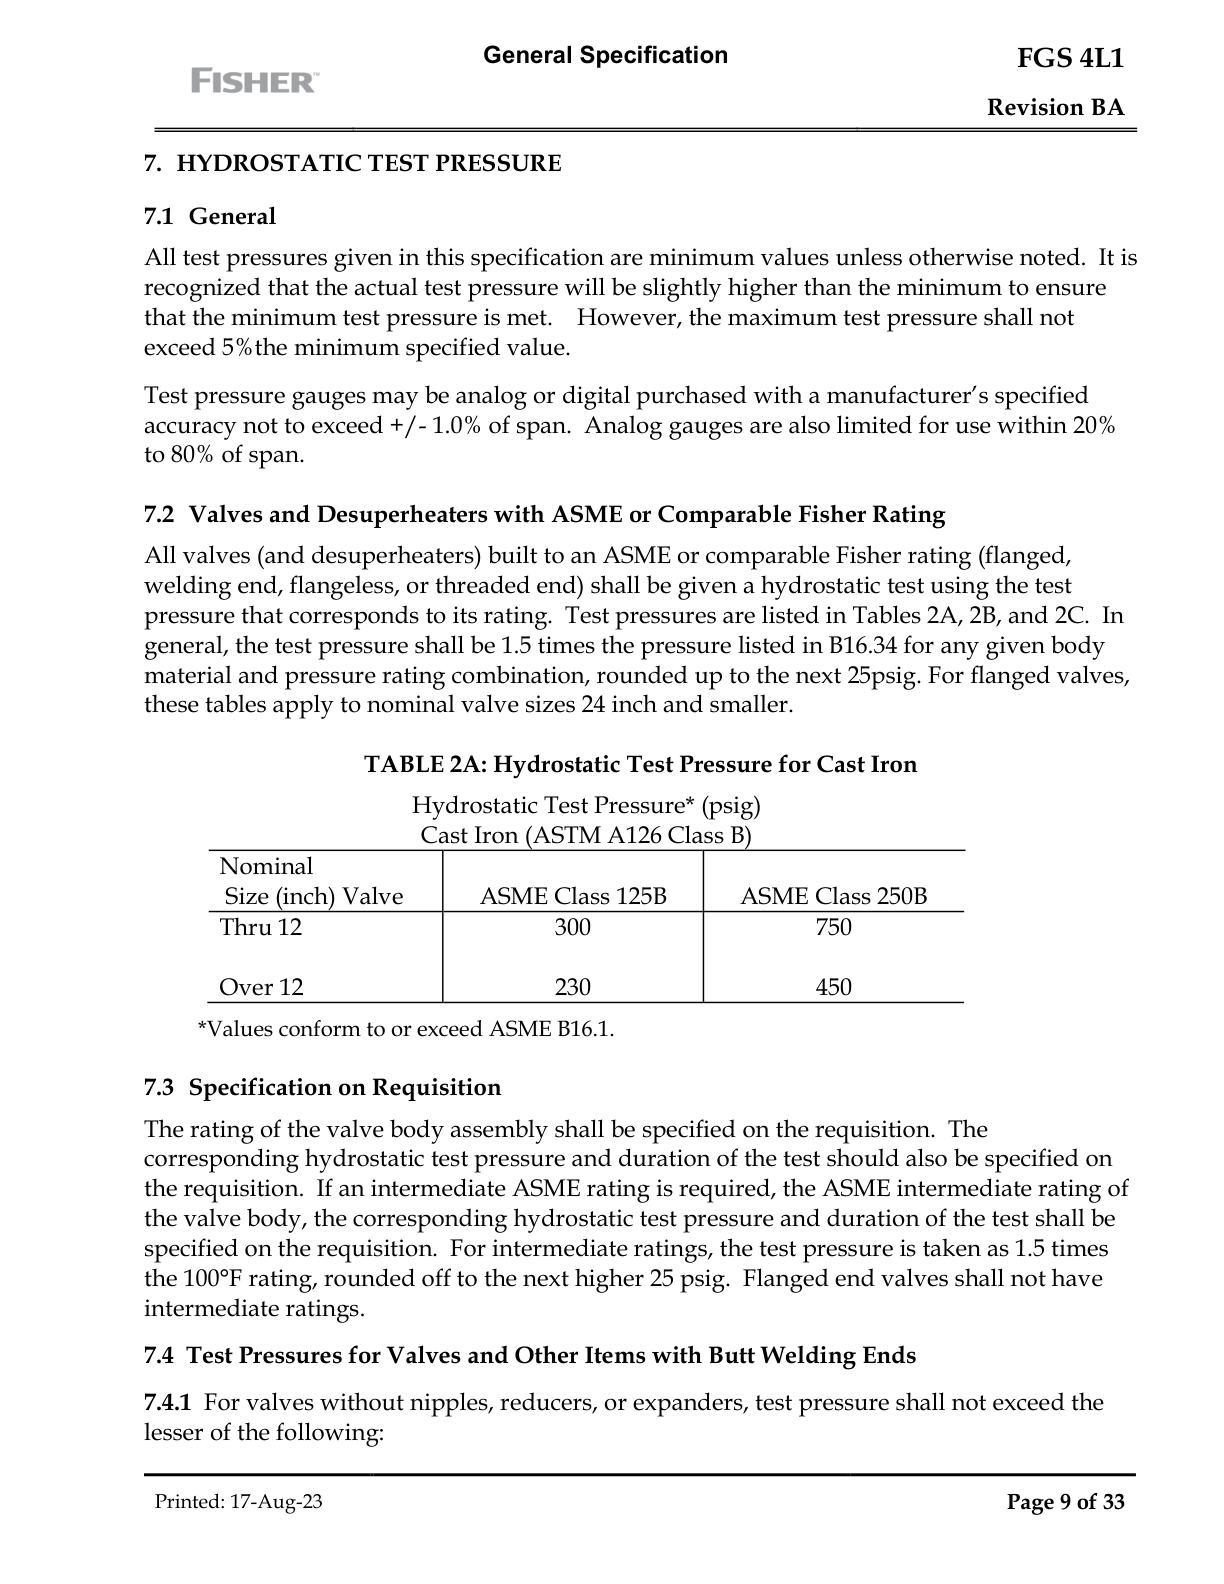 General Specification
FGS 4L1
FISHER™
Revision BA
7. HYDROSTATIC TEST PRESSURE
7.1 General
All test pressures given in this specification are minimum values unless otherwise noted. It is
recognized that the actual test pressure will be slightly higher than the minimum to ensure
that the minimum test pressure is met. However, the maximum test pressure shall not
exceed 5%the minimum specified value.
Test pressure gauges may be analog or digital purchased with a manufacturer’s specified
accuracy not to exceed +/- 1.0% of span. Analog gauges are also limited for use within 20%
to 80% of span.
7.2 Valves and Desuperheaters with ASME or Comparable Fisher Rating
All valves (and desuperheaters) built to an ASME or comparable Fisher rating (flanged,
welding end, flangeless, or threaded end) shall be given a hydrostatic test using the test
pressure that corresponds to its rating. Test pressures are listed in Tables 2A, 2B, and 2C. In
general, the test pressure shall be 1.5 times the pressure listed in B16.34 for any given body
material and pressure rating combination, rounded up to the next 25psig. For flanged valves,
these tables apply to nominal valve sizes 24 inch and smaller.
TABLE 2A: Hydrostatic Test Pressure for Cast Iron
Hydrostatic Test Pressure* (psig)
Cast Iron (ASTM A126 Class B)
Nominal
Size (inch) Valve ASME Class 125B ASME Class 250B
Thru 12 300 750
Over 12 230 450
*Values conform to or exceed ASME B16.1.
7.3 Specification on Requisition
The rating of the valve body assembly shall be specified on the requisition. The
corresponding hydrostatic test pressure and duration of the test should also be specified on
the requisition. If an intermediate ASME rating is required, the ASME intermediate rating of
the valve body, the corresponding hydrostatic test pressure and duration of the test shall be
specified on the requisition. For intermediate ratings, the test pressure is taken as 1.5 times
the 100°F rating, rounded off to the next higher 25 psig. Flanged end valves shall not have
intermediate ratings.
7.4 Test Pressures for Valves and Other Items with Butt Welding Ends
7.4.1 For valves without nipples, reducers, or expanders, test pressure shall not exceed the
lesser of the following:
Printed: 17-Aug-23
Page 9 of 33